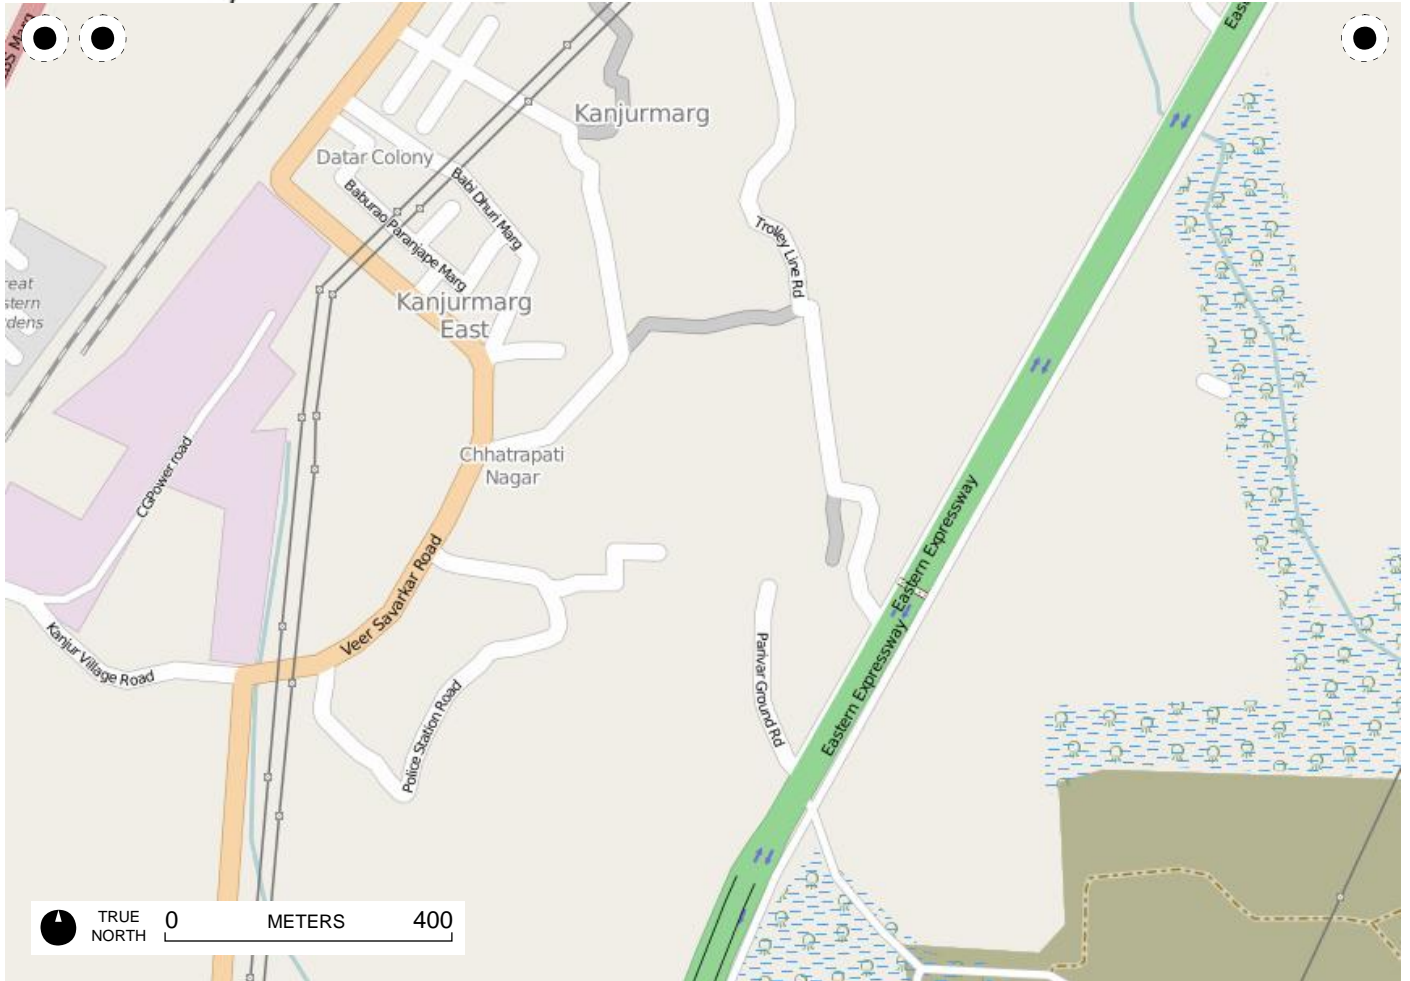 Kanjurmarg
Datar Colony
Babi Dhuri Marg
Baburao Paranjape Marg
Trolley Line Rd
Kanjurmarg
East
Chhatrapati
Nagar
CGPower road
Eastern Expressway
Eastern Expressway
Veer Savarkar Road
Kanjur Village Road
Parivar Ground Rd
Police Station Road
TRUE
NORTH
0 METERS 400